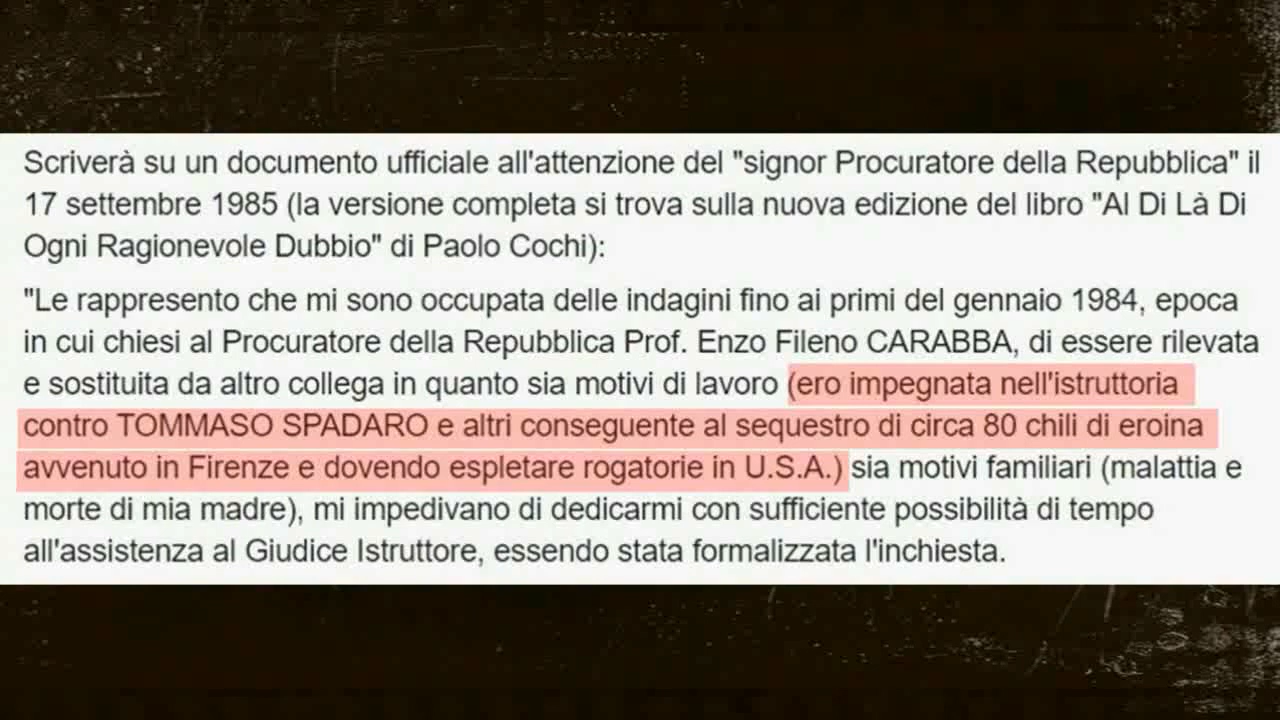 Scriverà su un documento ufficiale all'attenzione del "signor Procuratore della Repubblica" il
17 settembre 1985 (la versione completa si trova sulla nuova edizione del libro "Al Di Là Di
Ogni Ragionevole Dubbio" di Paolo Cochi):
"Le rappresento che mi sono occupata delle indagini fino ai primi del gennaio 1984, epoca
in cui chiesi al Procuratore della Repubblica Prof. Enzo Fileno CARABBA, di essere rilevata
e sostituita da altro collega in quanto sia motivi di lavoro (ero impegnata nell'istruttoria
contro TOMMASO SPADARO e altri conseguente al sequestro di circa 80 chili di eroina
avvenuto in Firenze e dovendo espletare rogatorie in U.S.A.) sia motivi familiari (malattia e
morte di mia madre), mi impedivano di dedicarmi con sufficiente possibilità di tempo
all'assistenza al Giudice Istruttore, essendo stata formalizzata l'inchiesta.